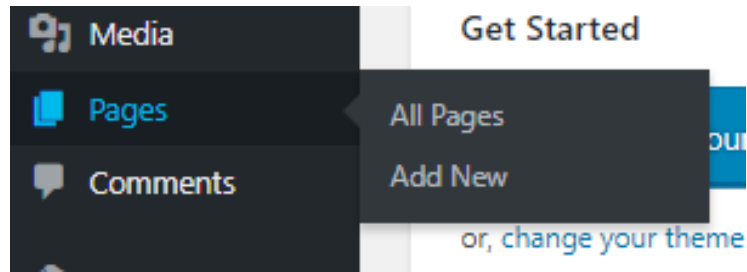 Media
Pages
Comments
All Pages
Add New
Get Started
or, change your theme